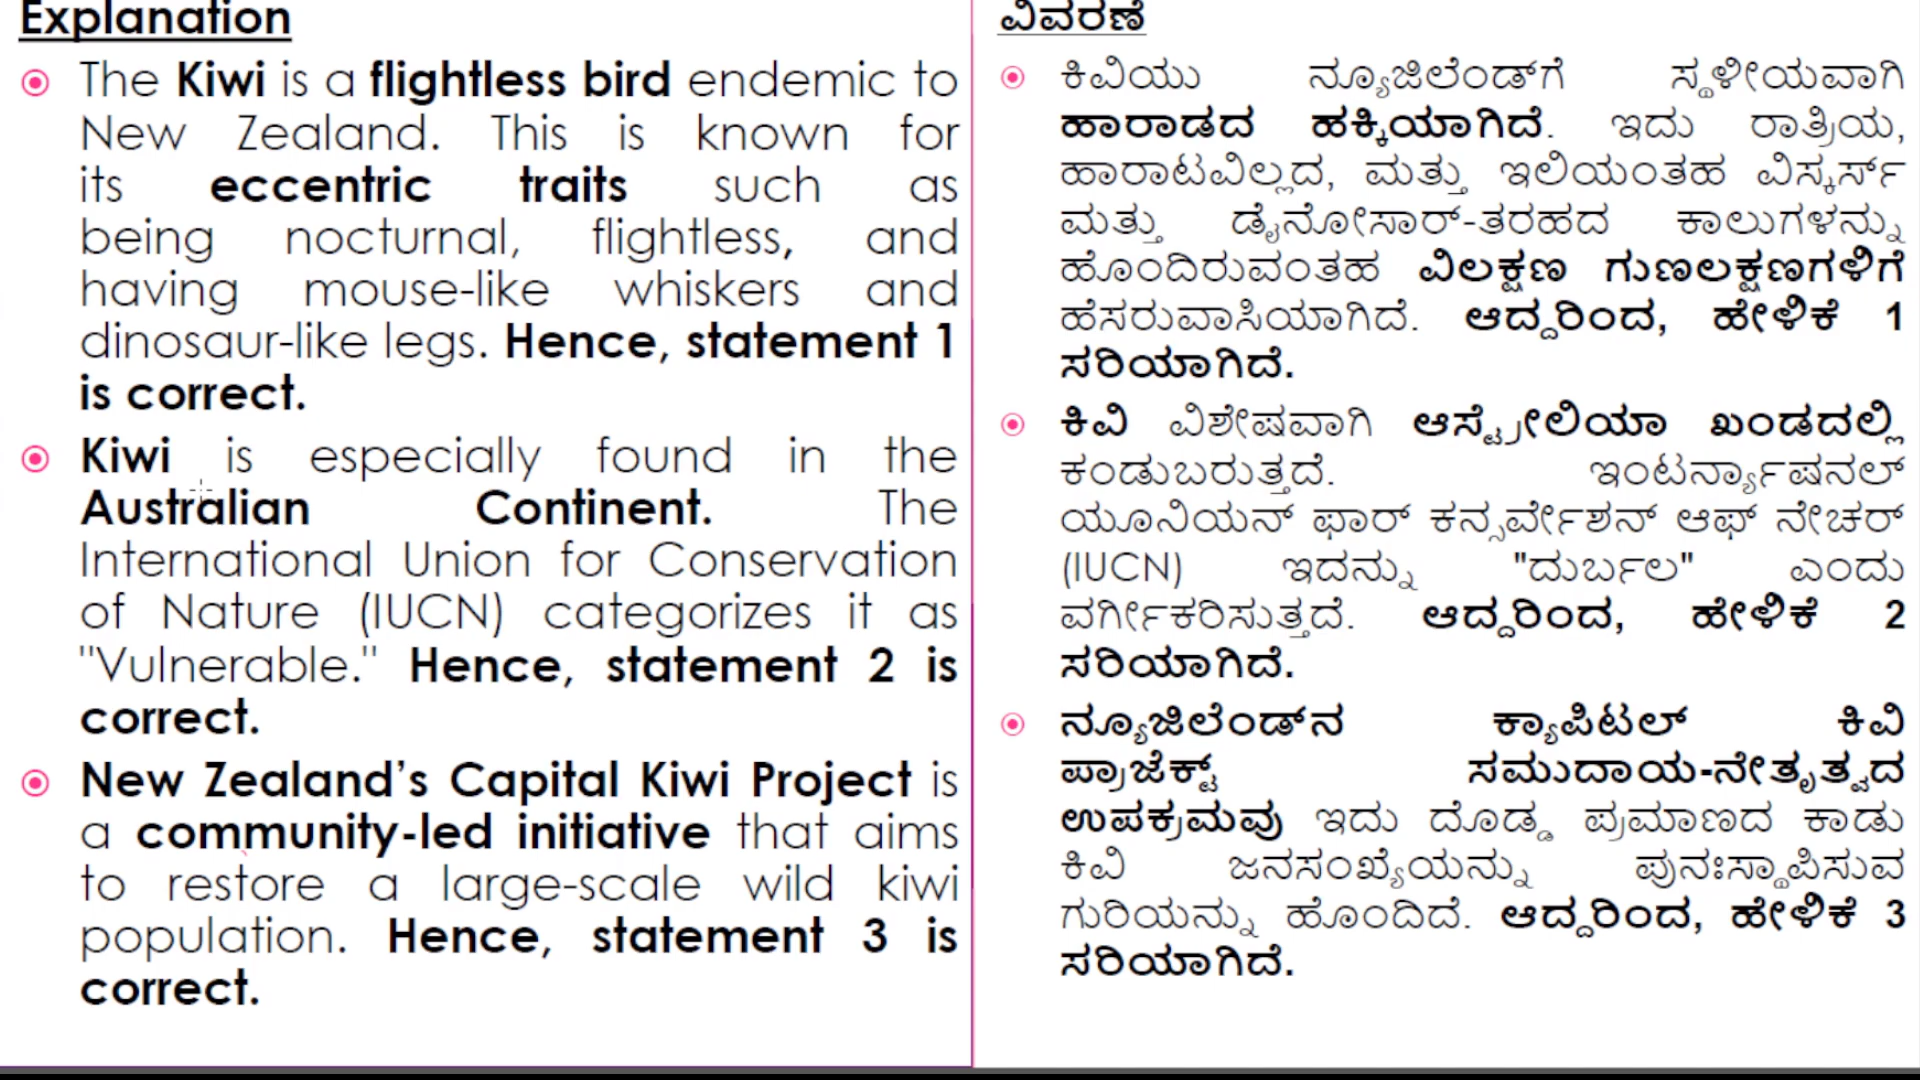 Explanation
The Kiwi is a flightless bird endemic to
New Zealand. This is known for
its eccentric traits such as
being nocturnal, flightless, and
having mouse-like whiskers and
dinosaur-like legs. Hence, statement 1
is correct.
Kiwi is especially found in the
Australian Continent. The
International Union for Conservation
of Nature (IUCN) categorizes it as
"Vulnerable." Hence, statement 2 is
correct.
New Zealand’s Capital Kiwi Project is
a community-led initiative that aims
to restore a large-scale wild kiwi
population. Hence, statement 3 is
correct.
ವಿವರಣೆ
ಕಿವಿಯು ನ್ಯೂಜಿಲೆಂಡ್‌ಗೆ ಸ್ಥಳೀಯವಾಗಿ
ಹಾರಾಡದ ಹಕ್ಕಿಯಾಗಿದೆ. ಇದು ರಾತ್ರಿಯ,
ಹಾರಾಟವಿಲ್ಲದ, ಮತ್ತು ಇಲಿಯಂತಹ ವಿಸ್ಕರ್ಸ್
ಮತ್ತು ಡೈನೋಸಾರ್-ತರಹದ ಕಾಲುಗಳನ್ನು
ಹೊಂದಿರುವಂತಹ ವಿಲಕ್ಷಣ ಗುಣಲಕ್ಷಣಗಳಿಗೆ
ಹೆಸರುವಾಸಿಯಾಗಿದೆ. ಆದ್ದರಿಂದ, ಹೇಳಿಕೆ 1
ಸರಿಯಾಗಿದೆ.
ಕಿವಿ ವಿಶೇಷವಾಗಿ ಆಸ್ಟ್ರೇಲಿಯಾ ಖಂಡದಲ್ಲಿ
ಕಂಡುಬರುತ್ತದೆ. ಇಂಟರ್ನ್ಯಾಷನಲ್
ಯೂನಿಯನ್ ಫಾರ್ ಕನ್ಸರ್ವೇಶನ್ ಆಫ್ ನೇಚರ್
(IUCN) ಇದನ್ನು "ದುರ್ಬಲ" ಎಂದು
ವರ್ಗೀಕರಿಸುತ್ತದೆ. ಆದ್ದರಿಂದ, ಹೇಳಿಕೆ 2
ಸರಿಯಾಗಿದೆ.
ನ್ಯೂಜಿಲೆಂಡ್‌ನ ಕ್ಯಾಪಿಟಲ್ ಕಿವಿ
ಪ್ರಾಜೆಕ್ಟ್ ಸಮುದಾಯ-ನೇತೃತ್ವದ
ಉಪಕ್ರಮವು ಇದು ದೊಡ್ಡ ಪ್ರಮಾಣದ ಕಾಡು
ಕಿವಿ ಜನಸಂಖ್ಯೆಯನ್ನು ಪುನಃಸ್ಥಾಪಿಸುವ
ಗುರಿಯನ್ನು ಹೊಂದಿದೆ. ಆದ್ದರಿಂದ, ಹೇಳಿಕೆ 3
ಸರಿಯಾಗಿದೆ.